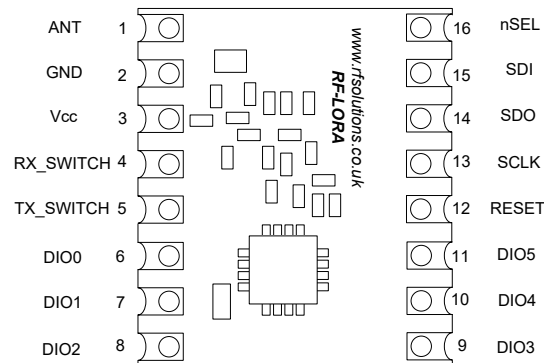 ANT 1 16 nSEL
GND 2 15 SDI
Vcc 3 14 SDO
RX_SWITCH 4 13 SCLK
TX_SWITCH 5 12 RESET
DIO0 6 11 DIO5
DIO1 7 10 DIO4
DIO2 8 9 DIO3
www.rfsolutions.co.uk
RF-LORA